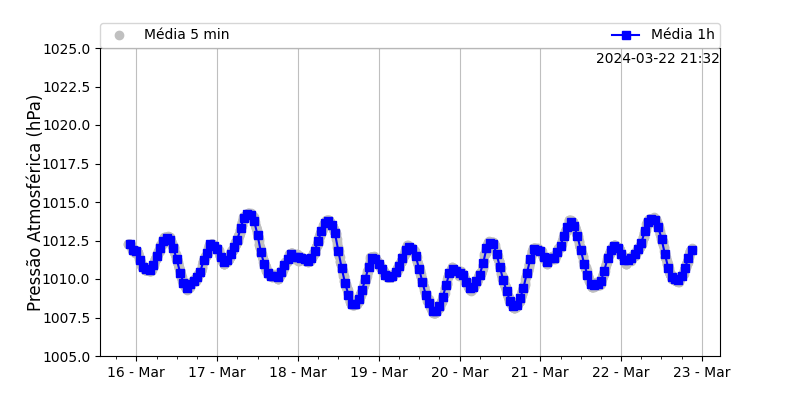 Média 5 min
Média 1h
2024-03-22 21:32
Pressão Atmosférica (hPa)
1025.0
1022.5
1020.0
1017.5
1015.0
1012.5
1010.0
1007.5
1005.0
16 - Mar
17 - Mar
18 - Mar
19 - Mar
20 - Mar
21 - Mar
22 - Mar
23 - Mar